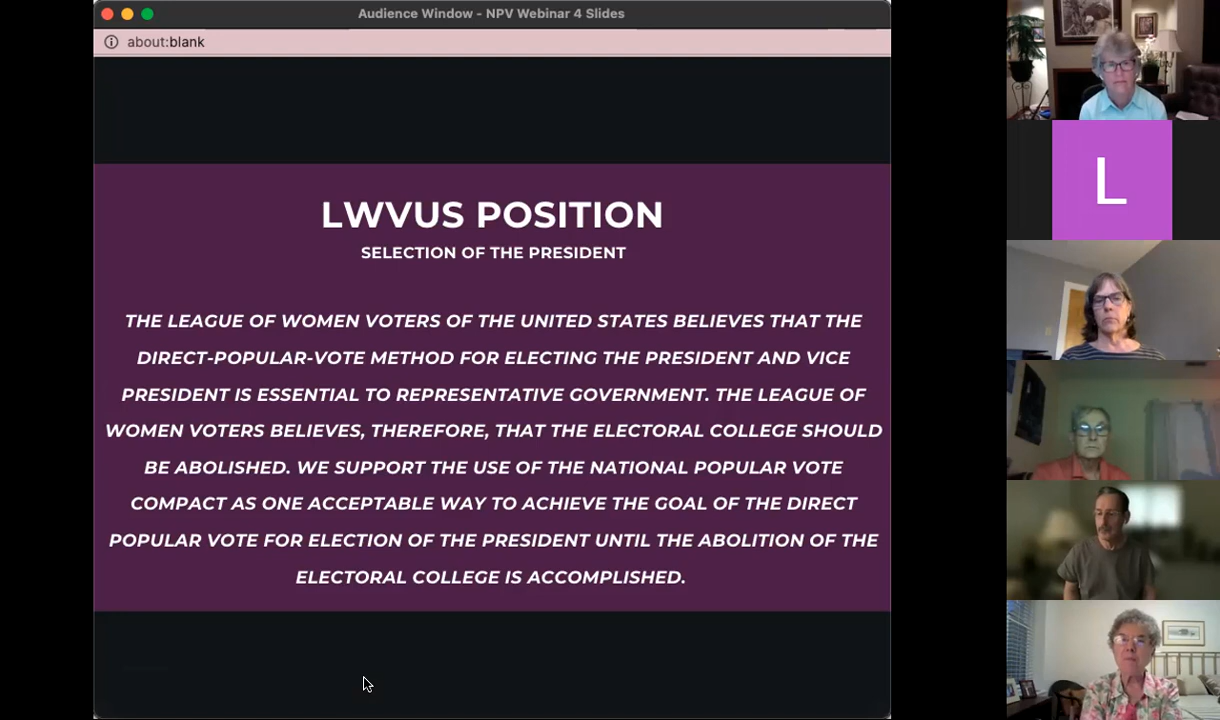 Audience Window - NPV Webinar 4 Slides
about:blank
LWVUS POSITION
SELECTION OF THE PRESIDENT
THE LEAGUE OF WOMEN VOTERS OF THE UNITED STATES BELIEVES THAT THE
DIRECT-POPULAR-VOTE METHOD FOR ELECTING THE PRESIDENT AND VICE
PRESIDENT IS ESSENTIAL TO REPRESENTATIVE GOVERNMENT. THE LEAGUE OF
WOMEN VOTERS BELIEVES, THEREFORE, THAT THE ELECTORAL COLLEGE SHOULD
BE ABOLISHED. WE SUPPORT THE USE OF THE NATIONAL POPULAR VOTE
COMPACT AS ONE ACCEPTABLE WAY TO ACHIEVE THE GOAL OF THE DIRECT
POPULAR VOTE FOR ELECTION OF THE PRESIDENT UNTIL THE ABOLITION OF THE
ELECTORAL COLLEGE IS ACCOMPLISHED.
L